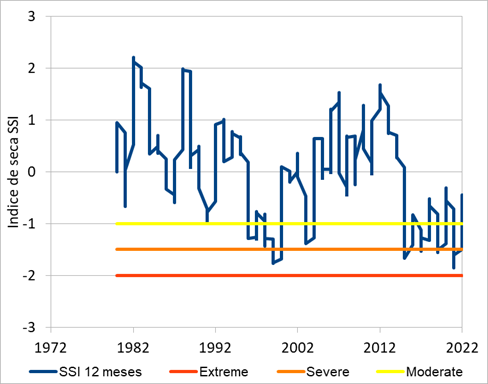 3
2
1
0
-1
-2
-3
Indice de seca SSI
1972 1982 1992 2002 2012 2022
SSI 12 meses Extreme Severe Moderate